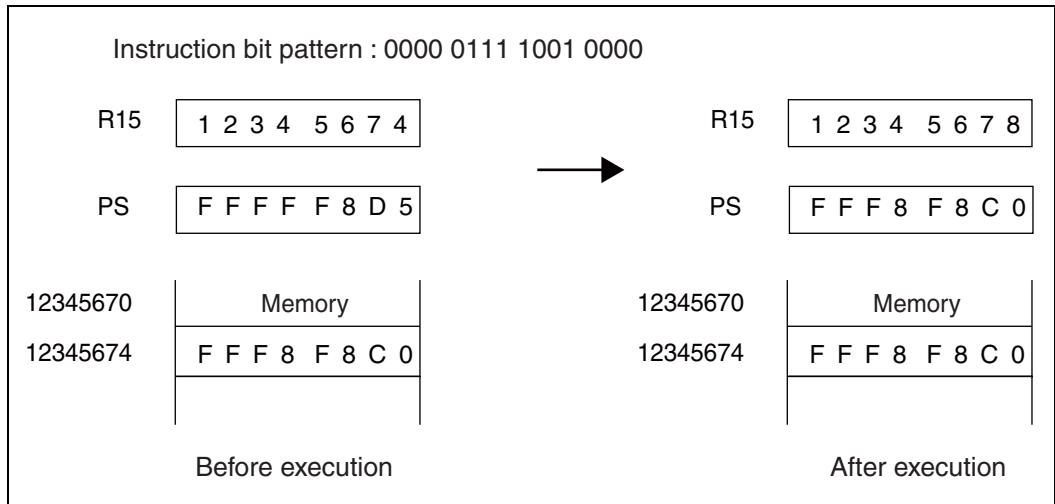 Instruction bit pattern : 0000 0111 1001 0000
R15 1 2 3 4 5 6 7 4 R15 1 2 3 4 5 6 7 8
PS F F F F F 8 D 5 PS F F F 8 F 8 C 0
12345670 Memory 12345670 Memory
12345674 F F F 8 F 8 C 0 12345674 F F F 8 F 8 C 0
Before execution After execution